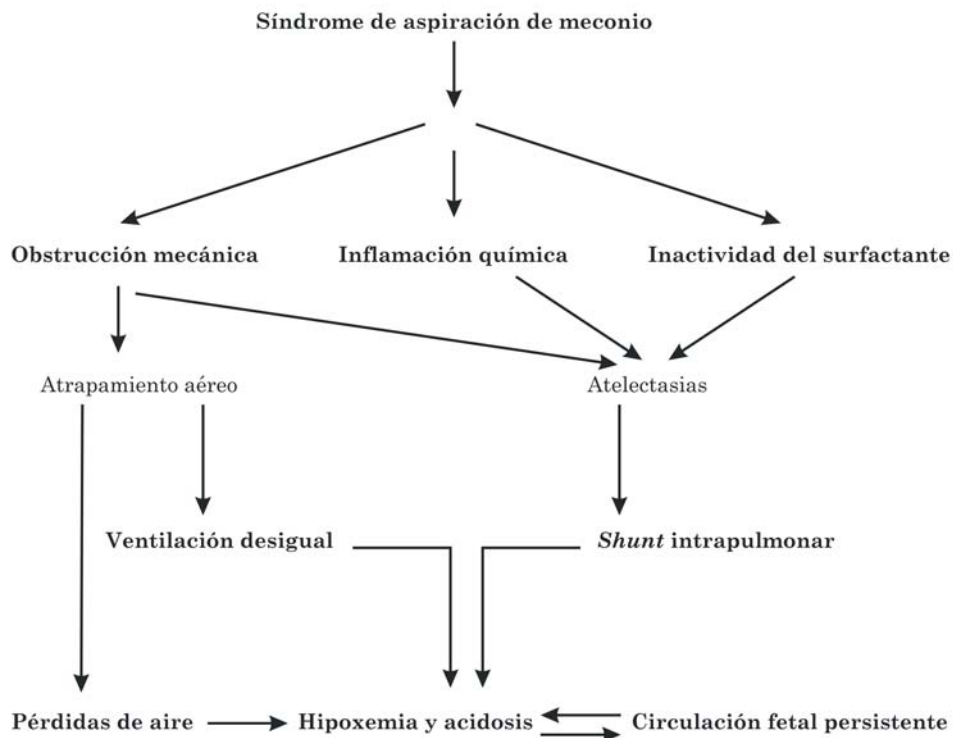 Síndrome de aspiración de meconio
Obstrucción mecánica
Inflamación química
Inactividad del surfactante
Atrapamiento aéreo
Atelectasias
Ventilación desigual
Shunt intrapulmonar
Pérdidas de aire
Hipoxemia y acidosis
Circulación fetal persistente